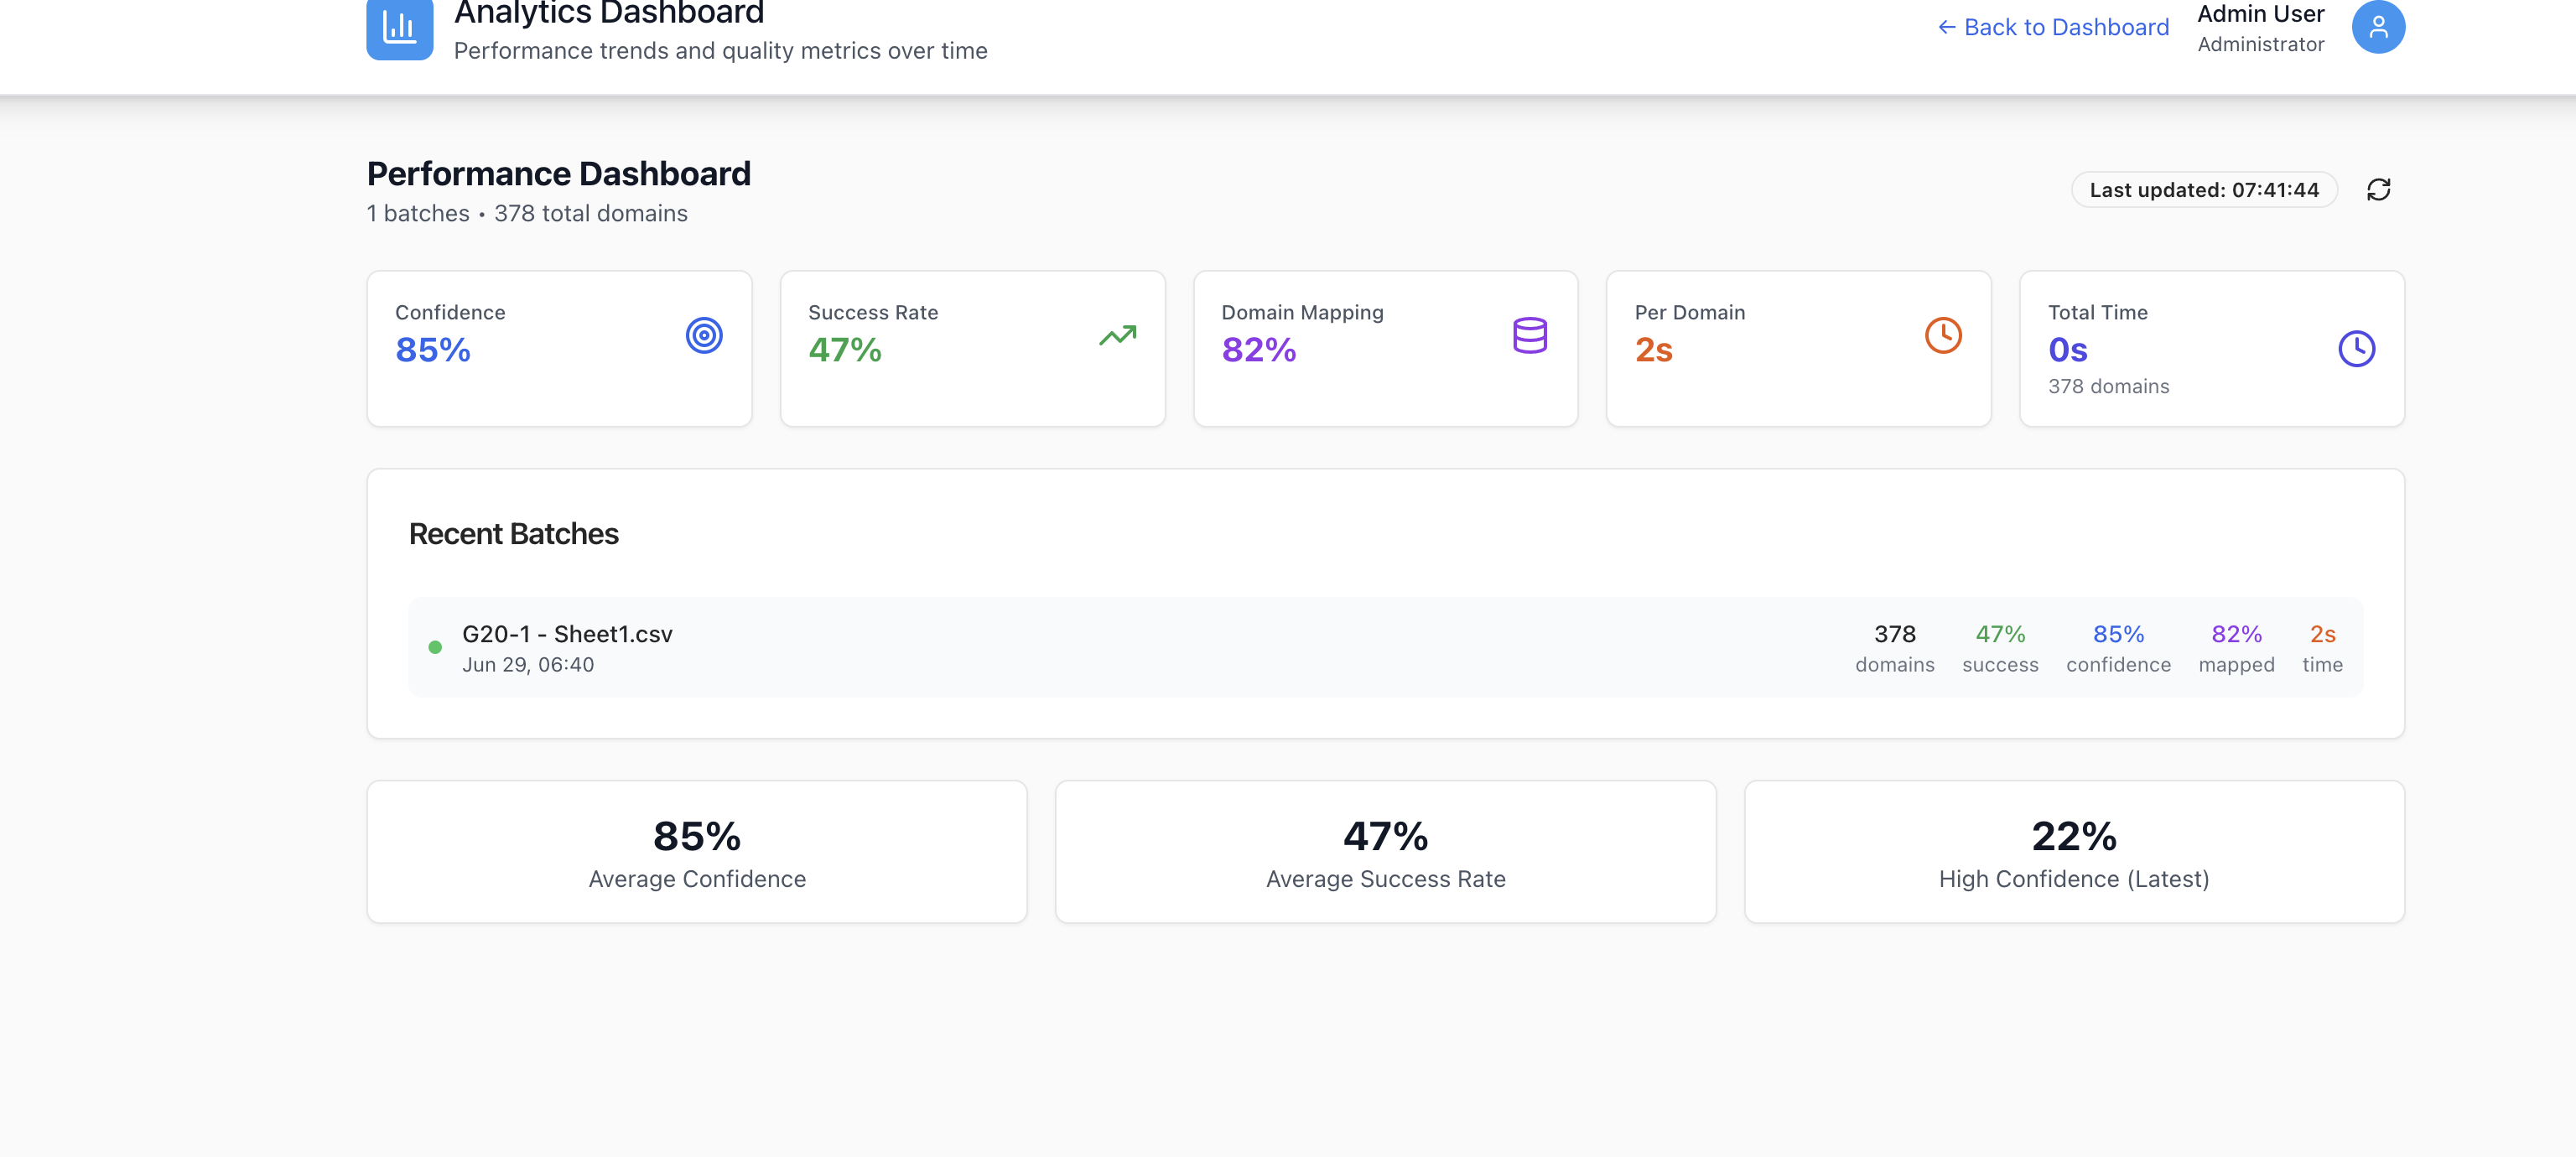 Analytics Dashboard
Performance trends and quality metrics over time
← Back to Dashboard
Admin User
Administrator
Performance Dashboard
1 batches • 378 total domains
Last updated: 07:41:44
Confidence
85%
Success Rate
47%
Domain Mapping
82%
Per Domain
2s
Total Time
0s
378 domains
Recent Batches
G20-1 - Sheet1.csv
Jun 29, 06:40
378
domains
47%
success
85%
confidence
82%
mapped
2s
time
85%
Average Confidence
47%
Average Success Rate
22%
High Confidence (Latest)